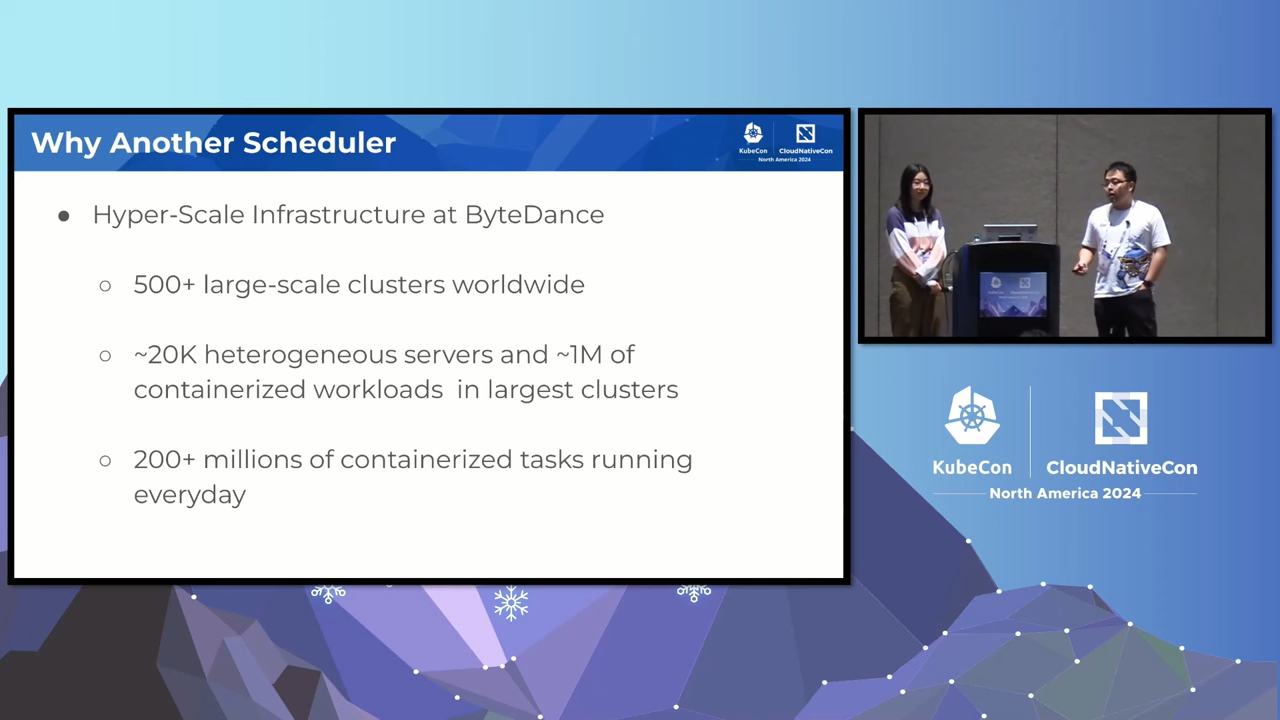 Why Another Scheduler
KubeCon
CloudNativeCon
North America 2024
● Hyper-Scale Infrastructure at ByteDance
○ 500+ large-scale clusters worldwide
○ ~20K heterogeneous servers and ~1M of
containerized workloads in largest clusters
○ 200+ millions of containerized tasks running
everyday
KubeCon
CloudNativeCon
North America 2024